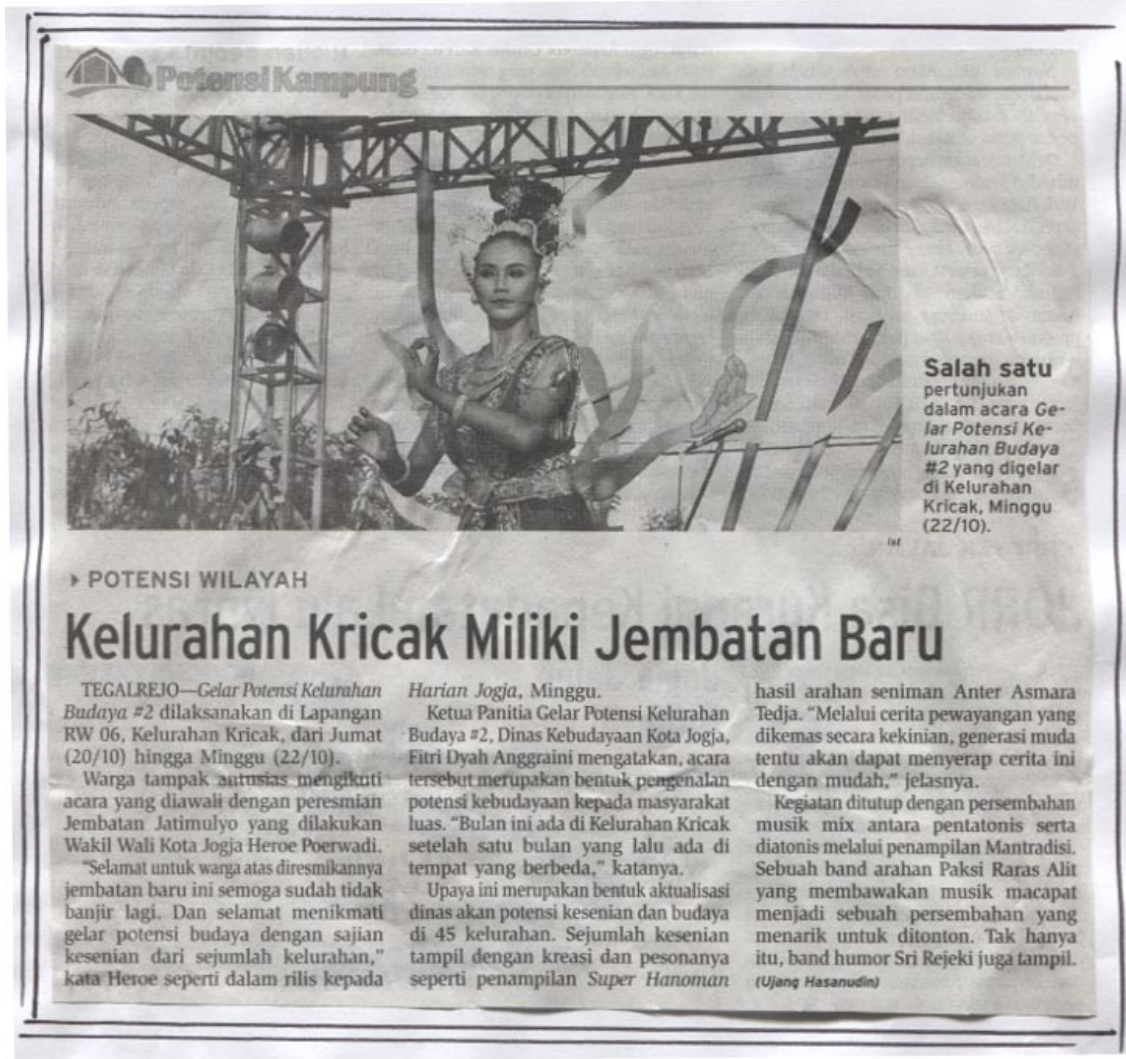 Potensi Kampung
Salah satu
pertunjukan
dalam acara Ge-
lar Potensi Ke-
lurahan Budaya
#2 yang digelar
di Kelurahan
Kricak, Minggu
(22/10).
Ist
POTENSI WILAYAH
Kelurahan Kricak Miliki Jembatan Baru
TEGALREJO—Gelar Potensi Kelurahan
Budaya #2 dilaksanakan di Lapangan
RW 06, Kelurahan Kricak, dari Jumat
(20/10) hingga Minggu (22/10).
Warga tampak antusias mengikuti
acara yang diawali dengan peresmian
Jembatan Jatimulyo yang dilakukan
Wakil Wali Kota Jogja Heroe Poerwadi.
"Selamat untuk warga atas diresmikannya
jembatan baru ini semoga sudah tidak
banjir lagi. Dan selamat menikmati
gelar potensi budaya dengan sajian
kesenian dari sejumlah kelurahan,"
kata Heroe seperti dalam rilis kepada
Harian Jogja, Minggu.
Ketua Panitia Gelar Potensi Kelurahan
Budaya #2, Dinas Kebudayaan Kota Jogja,
Fitri Dyah Anggraini mengatakan, acara
tersebut merupakan bentuk pengenalan
potensi kebudayaan kepada masyarakat
luas. "Bulan ini ada di Kelurahan Kricak
setelah satu bulan yang lalu ada di
tempat yang berbeda," katanya.
Upaya ini merupakan bentuk aktualisasi
dinas akan potensi kesenian dan budaya
di 45 kelurahan. Sejumlah kesenian
tampil dengan kreasi dan pesonanya
seperti penampilan Super Hanoman
hasil arahan seniman Anter Asmara
Tedja. "Melalui cerita pewayangan yang
dikemas secara kekinian, generasi muda
tentu akan dapat menyerap cerita ini
dengan mudah," jelasnya.
Kegiatan ditutup dengan persembahan
musik mix antara pentatonis serta
diatonis melalui penampilan Mantradisi.
Sebuah band arahan Paksi Raras Alit
yang membawakan musik macapat
menjadi sebuah persembahan yang
menarik untuk ditonton. Tak hanya
itu, band humor Sri Rejeki juga tampil.
(Ujang Hasanudin)